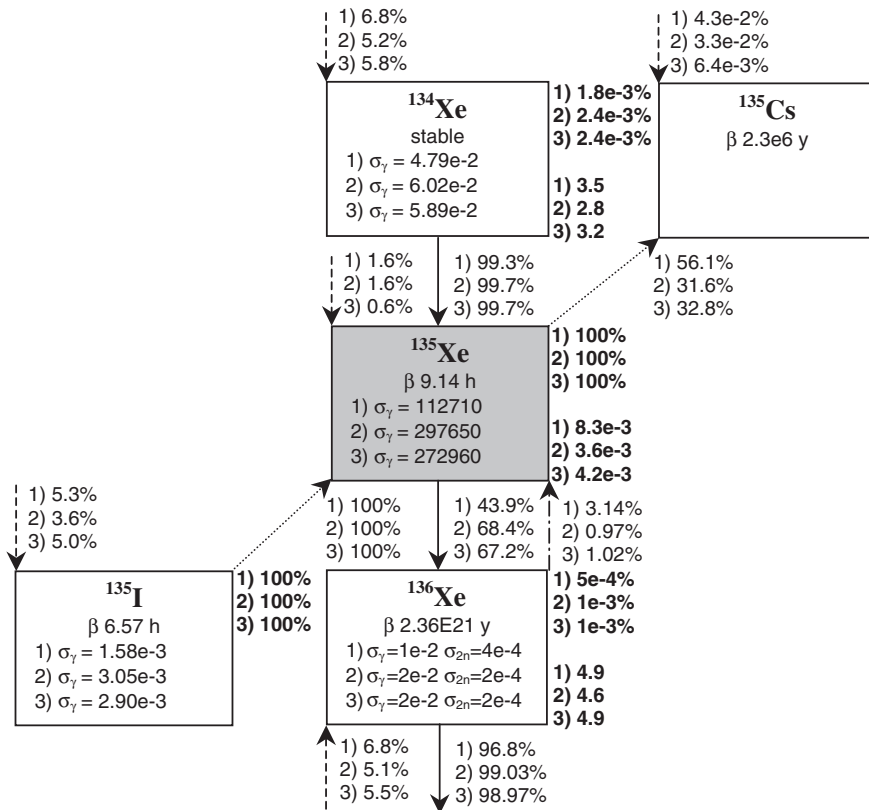 1) 6.8%
2) 5.2%
3) 5.8%
1) 4.3e-2%
2) 3.3e-2%
3) 6.4e-3%
134Xe
stable
1) σγ = 4.79e-2
2) σγ = 6.02e-2
3) σγ = 5.89e-2
1) 1.8e-3%
2) 2.4e-3%
3) 2.4e-3%
1) 3.5
2) 2.8
3) 3.2
135Cs
β 2.3e6 y
1) 1.6%
2) 1.6%
3) 0.6%
1) 99.3%
2) 99.7%
3) 99.7%
1) 56.1%
2) 31.6%
3) 32.8%
135Xe
β 9.14 h
1) σγ = 112710
2) σγ = 297650
3) σγ = 272960
1) 100%
2) 100%
3) 100%
1) 8.3e-3
2) 3.6e-3
3) 4.2e-3
1) 5.3%
2) 3.6%
3) 5.0%
1) 100%
2) 100%
3) 100%
1) 43.9%
2) 68.4%
3) 67.2%
1) 3.14%
2) 0.97%
3) 1.02%
135I
β 6.57 h
1) σγ = 1.58e-3
2) σγ = 3.05e-3
3) σγ = 2.90e-3
1) 100%
2) 100%
3) 100%
136Xe
β 2.36E21 y
1) σγ=1e-2 σ2n=4e-4
2) σγ=2e-2 σ2n=2e-4
3) σγ=2e-2 σ2n=2e-4
1) 5e-4%
2) 1e-3%
3) 1e-3%
1) 4.9
2) 4.6
3) 4.9
1) 6.8%
2) 5.1%
3) 5.5%
1) 96.8%
2) 99.03%
3) 98.97%